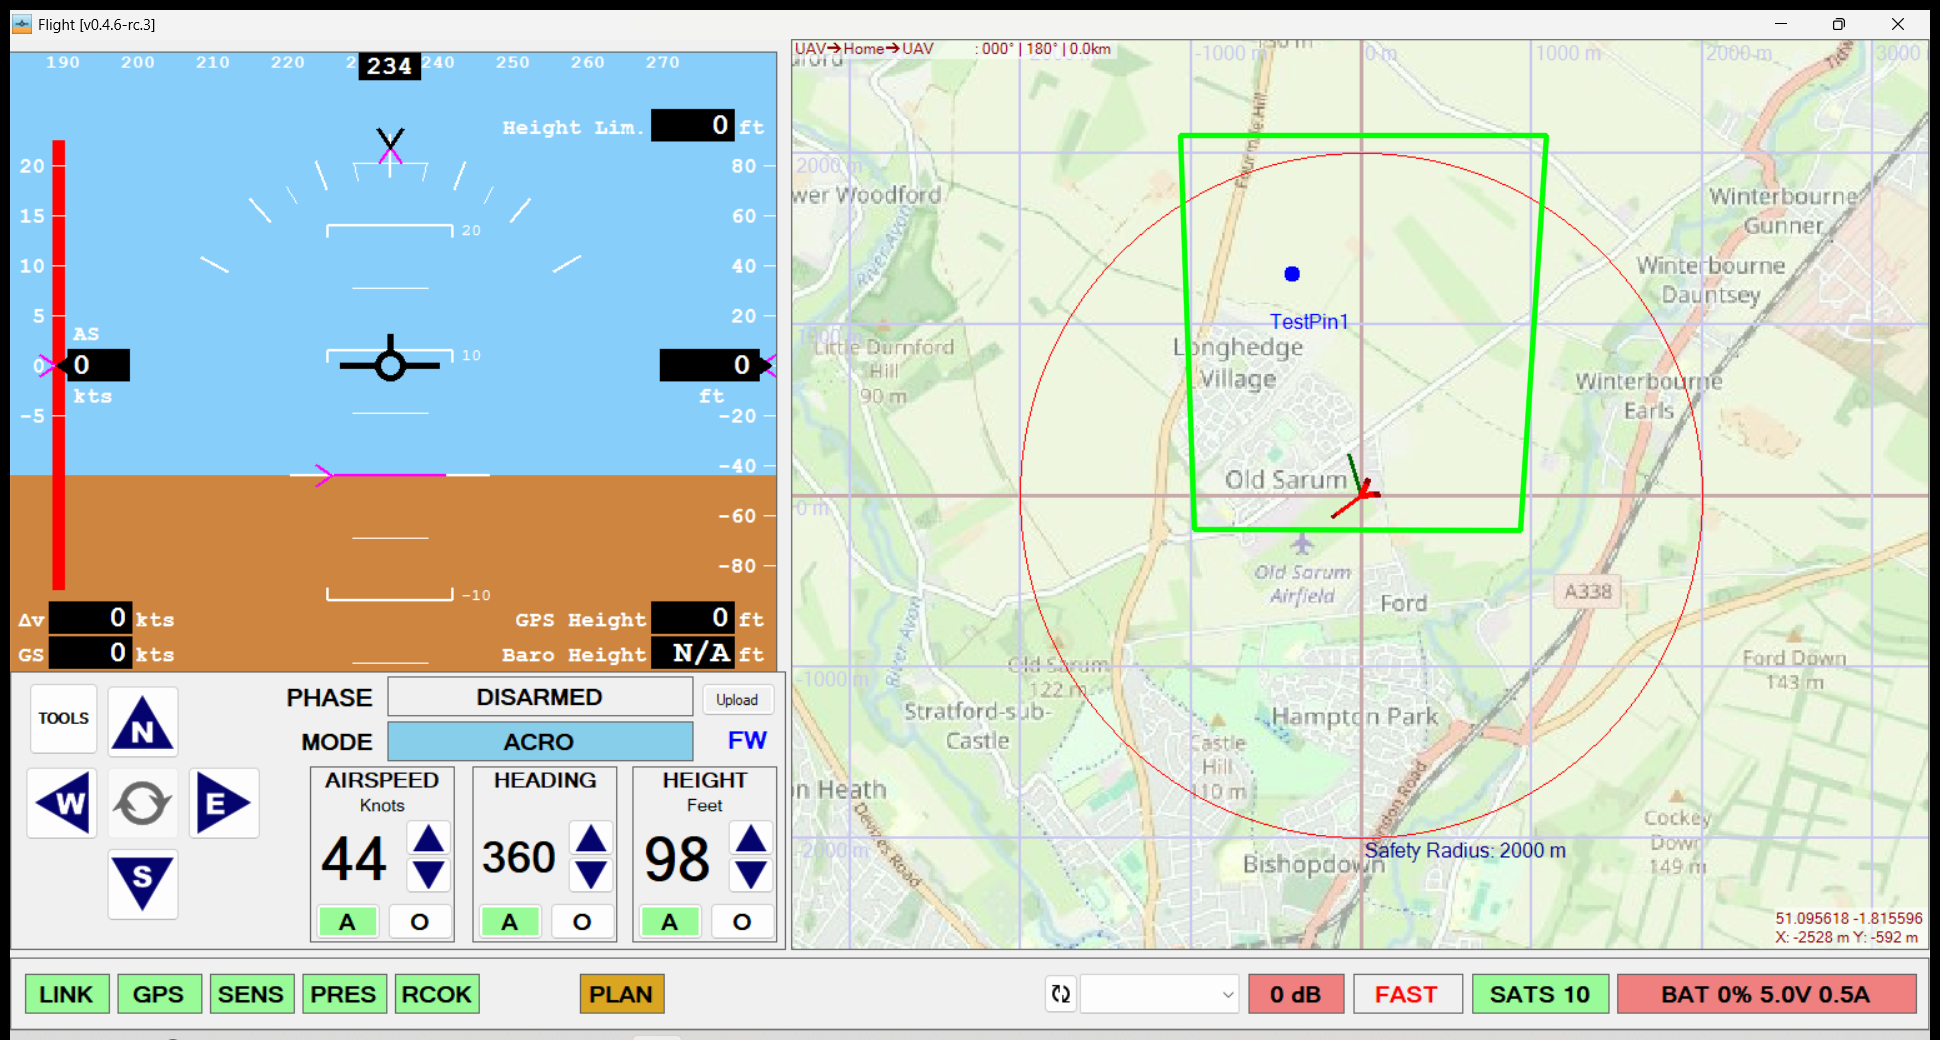 Flight [v0.4.6-rc.3]
190 200 210 220 2 234 240 250 260 270
Height Lim. 0 ft
20
15
10
5
0
-5
AS
0
kts
20
10
-10
80
60
40
20
0
ft
-20
-40
-60
-80
Δv 0 kts
GS 0 kts
GPS Height 0 ft
Baro Height N/A ft
TOOLS
N
W
E
S
PHASE DISARMED Upload
MODE ACRO FW
AIRSPEED
Knots
44
A O
HEADING
360
A O
HEIGHT
Feet
98
A O
UAV→Home→UAV : 000° | 180° | 0.0km
-1000 m 0 m 1000 m 2000 m 3000
2000 m
0 m
-1000 m
wer Woodford
River Avon
Fourmile Hill
Winterbourne
Gunner
Winterbourne
Dauntsey
TestPin1
Little Durnford
Hill
90 m
Longhedge
Village
Winterbourne
Earls
Old Sarum
Old Sarum
Airfield
Ford
A338
River Avon
Old Sarum
122 m
Ford Down
143 m
Stratford-sub-
Castle
Hampton Park
Castle
Hill
110 m
n Heath
Devizes Road
Cockey
Down
149 m
Bishopdown
Safety Radius: 2000 m
51.095618 -1.815596
X: -2528 m Y: -592 m
LINK GPS SENS PRES RCOK PLAN 0 dB FAST SATS 10 BAT 0% 5.0V 0.5A